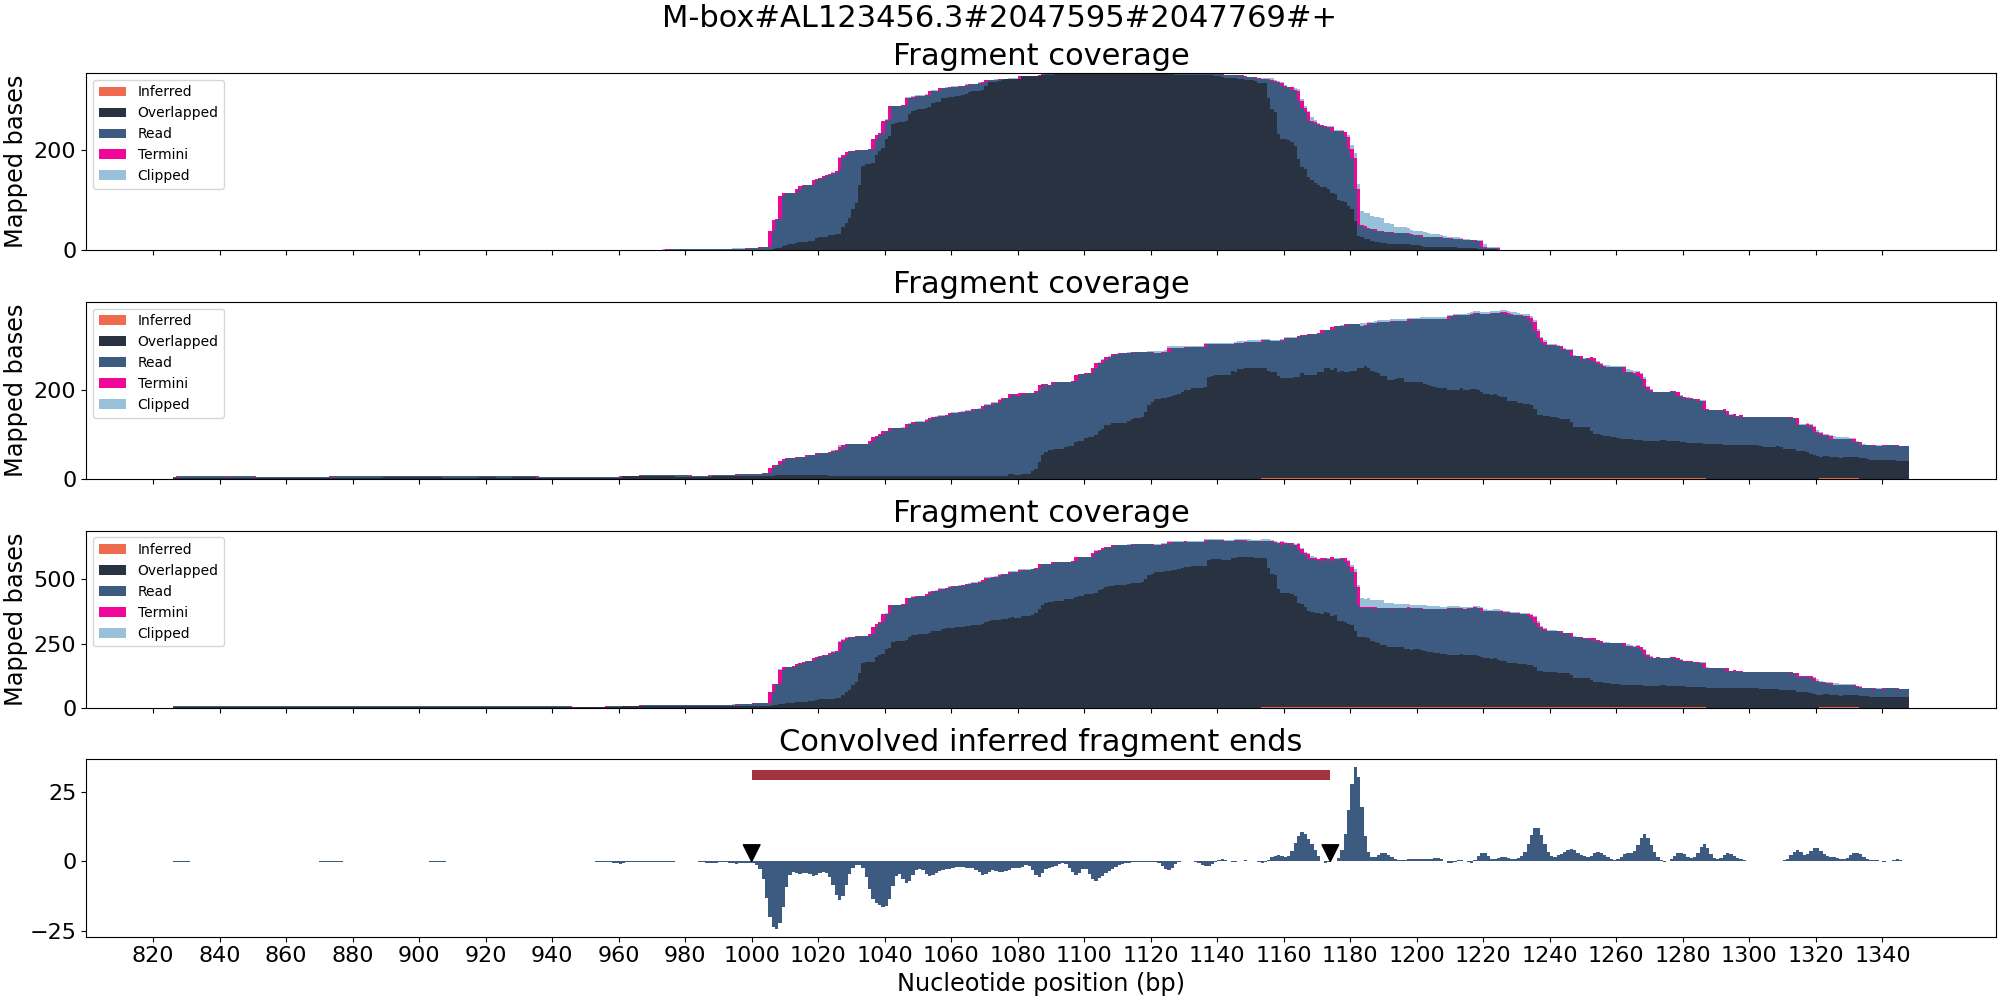 M-box#AL123456.3#2047595#2047769#+
Fragment coverage
Mapped bases
200
0
Inferred
Overlapped
Read
Termini
Clipped
Fragment coverage
Mapped bases
200
0
Inferred
Overlapped
Read
Termini
Clipped
Fragment coverage
Mapped bases
500
250
0
Inferred
Overlapped
Read
Termini
Clipped
Convolved inferred fragment ends
25
0
−25
820 840 860 880 900 920 940 960 980 1000 1020 1040 1060 1080 1100 1120 1140 1160 1180 1200 1220 1240 1260 1280 1300 1320 1340
Nucleotide position (bp)